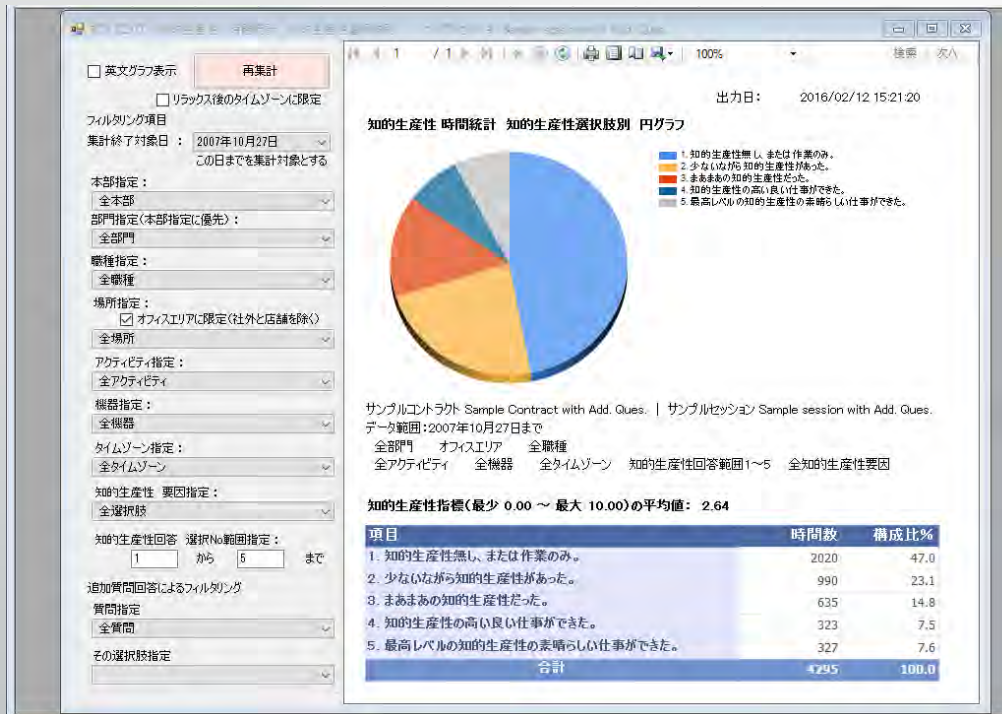 1 / 1 100% 検索 | 次へ
英文グラフ表示 再集計
リラックス後のタイムゾーンに限定
フィルタリング項目
集計終了対象日 : 2007年10月27日
この日までを集計対象とする
本部指定:
全本部
部門指定(本部指定に優先):
全部門
職種指定:
全職種
場所指定:
オフィスエリアに限定(社外と店舗を除く)
全場所
アクティビティ指定:
全アクティビティ
機器指定:
全機器
タイムゾーン指定:
全タイムゾーン
知的生産性 要因指定:
全選択肢
知的生産性回答 選択No範囲指定:
1 から 5 まで
追加質問回答によるフィルタリング
質問指定
全質問
その選択肢指定
出力日: 2016/02/12 15:21:20
知的生産性 時間統計 知的生産性選択肢別 円グラフ
1. 知的生産性無し、または作業のみ。
2. 少ないながら知的生産性があった。
3. まあまあの知的生産性だった。
4. 知的生産性の高い良い仕事ができた。
5. 最高レベルの知的生産性の素晴らしい仕事ができた。
サンプルコントラクト Sample Contract with Add. Ques. | サンプルセッション Sample session with Add. Ques.
データ範囲:2007年10月27日まで
全部門 オフィスエリア 全職種
全アクティビティ 全機器 全タイムゾーン 知的生産性回答範囲1～5 全知的生産性要因
知的生産性指標(最少 0.00 ～ 最大 10.00)の平均値: 2.64
項目 時間数 構成比%
1. 知的生産性無し、または作業のみ。 2020 47.0
2. 少ないながら知的生産性があった。 990 23.1
3. まあまあの知的生産性だった。 635 14.8
4. 知的生産性の高い良い仕事ができた。 323 7.5
5. 最高レベルの知的生産性の素晴らしい仕事ができた。 327 7.6
合計 4295 100.0